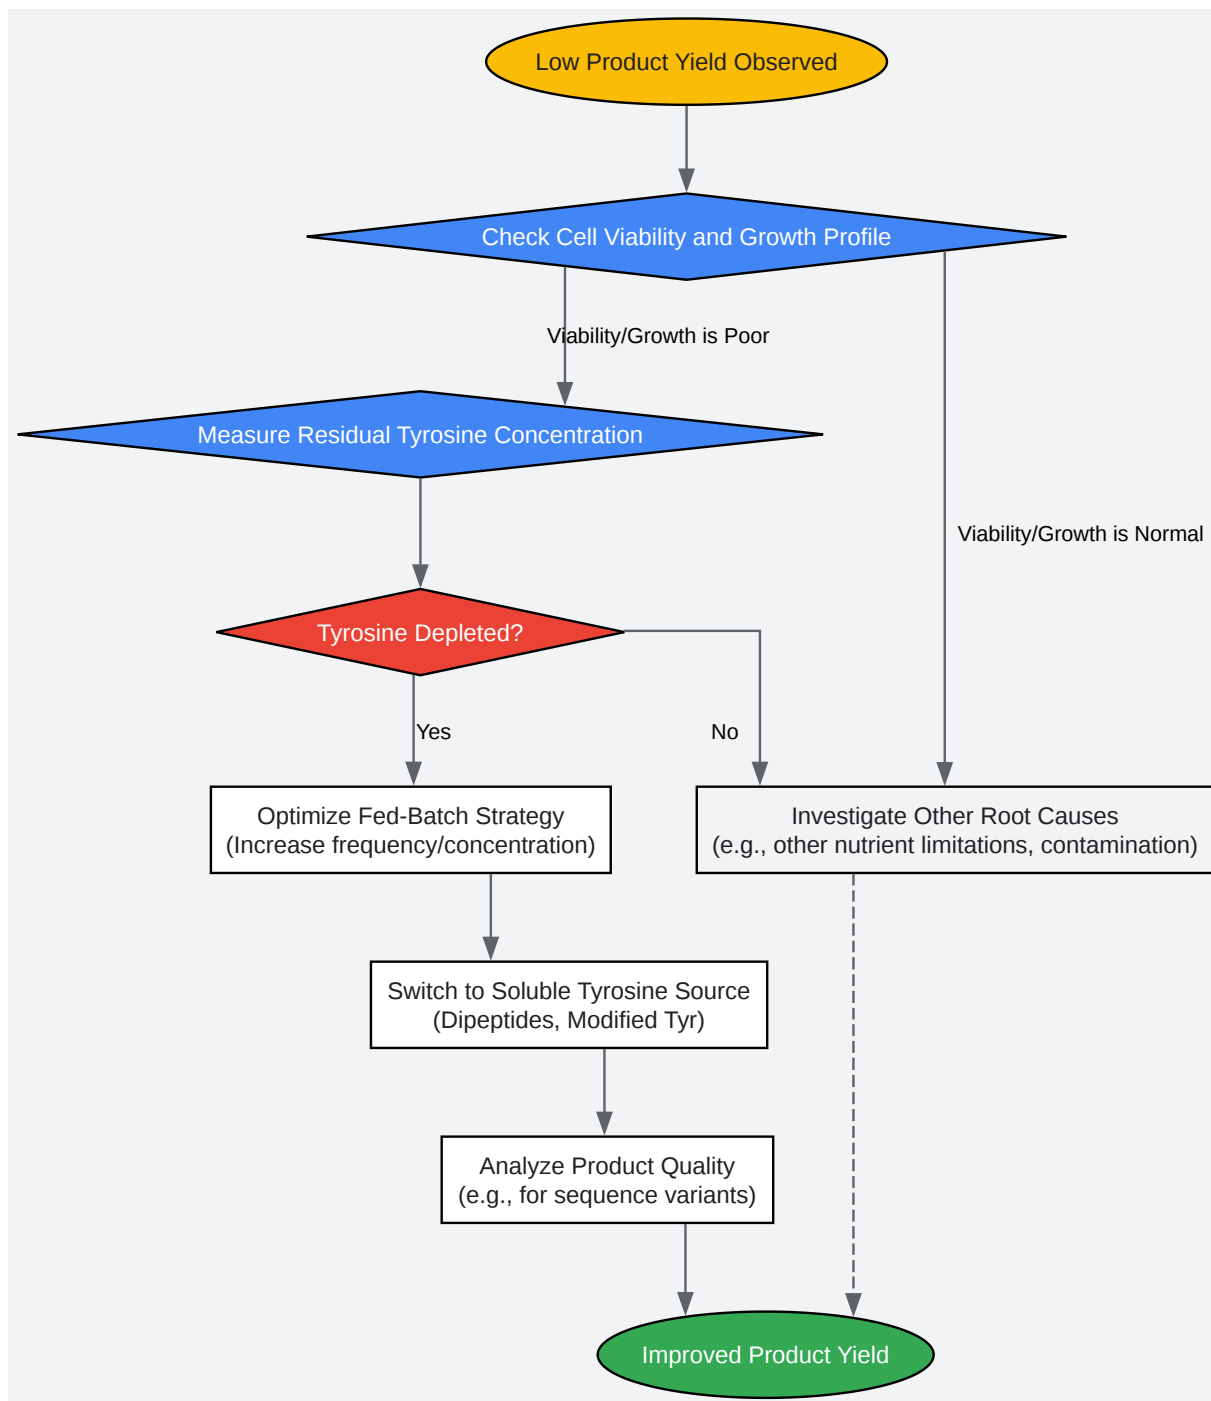 Low Product Yield Observed
Check Cell Viability and Growth Profile
Viability/Growth is Poor
Measure Residual Tyrosine Concentration
Viability/Growth is Normal
Tyrosine Depleted?
Yes
No
Optimize Fed-Batch Strategy
(Increase frequency/concentration)
Investigate Other Root Causes
(e.g., other nutrient limitations, contamination)
Switch to Soluble Tyrosine Source
(Dipeptides, Modified Tyr)
Analyze Product Quality
(e.g., for sequence variants)
Improved Product Yield